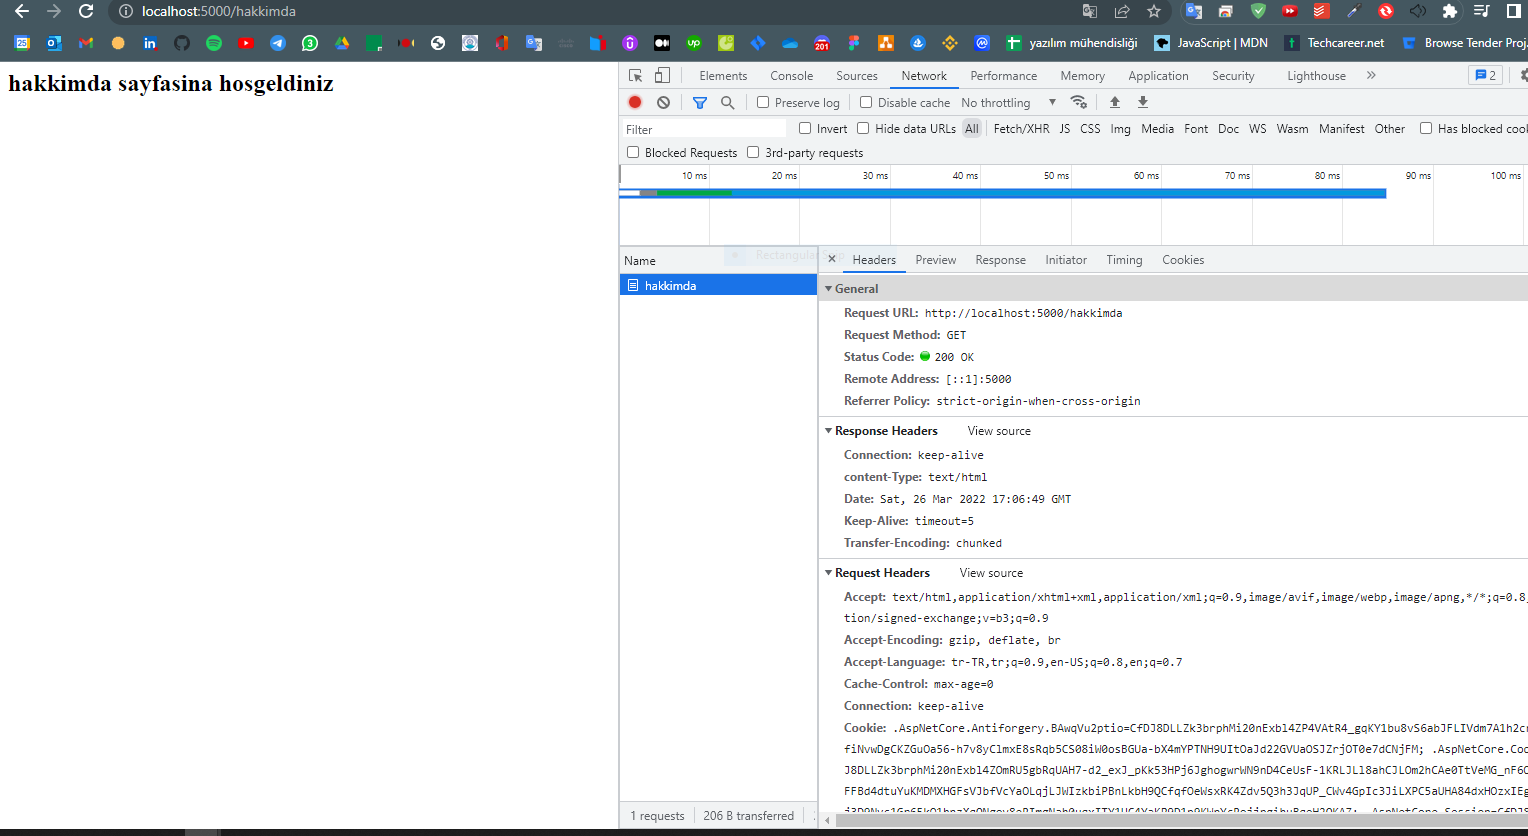 localhost:5000/hakkimda
25
3
up
201
yazılım mühendisliği
JavaScript | MDN
Techcareer.net
Browse Tender Proj.
hakkimda sayfasina hosgeldiniz
Elements Console Sources Network Performance Memory Application Security Lighthouse » 2
Preserve log Disable cache No throttling
Filter Invert Hide data URLs All Fetch/XHR JS CSS Img Media Font Doc WS Wasm Manifest Other Has blocked cook
Blocked Requests 3rd-party requests
10 ms 20 ms 30 ms 40 ms 50 ms 60 ms 70 ms 80 ms 90 ms 100 ms
Name
hakkimda
× Headers Preview Response Initiator Timing Cookies
General
Request URL: http://localhost:5000/hakkimda
Request Method: GET
Status Code: 200 OK
Remote Address: [::1]:5000
Referrer Policy: strict-origin-when-cross-origin
Response Headers View source
Connection: keep-alive
content-Type: text/html
Date: Sat, 26 Mar 2022 17:06:49 GMT
Keep-Alive: timeout=5
Transfer-Encoding: chunked
Request Headers View source
Accept: text/html,application/xhtml+xml,application/xml;q=0.9,image/avif,image/webp,image/apng,*/*;q=0.8,
tion/signed-exchange;v=b3;q=0.9
Accept-Encoding: gzip, deflate, br
Accept-Language: tr-TR,tr;q=0.9,en-US;q=0.8,en;q=0.7
Cache-Control: max-age=0
Connection: keep-alive
Cookie: .AspNetCore.Antiforgery.BAwqVu2ptio=CfDJ8DLLZk3brphMi20nExbl4ZP4VAtR4_gqKY1bu8vS6abJFLIVdm7A1h2cr
fiNvwDgCKZGuOa56-h7v8yClmxE8sRqb5CS08iW0osBGUa-bX4mYPTNH9UItOaJd22GVUaOSJZrjOT0e7dCNjFM; .AspNetCore.Coo
J8DLLZk3brphMi20nExbl4ZOmRU5gbRqUAH7-d2_exJ_pKk53HPj6JghogwrWN9nD4CeUsF-1KRLJLl8ahCJLOm2hCAe0TtVeMG_nF6C
FFBd4dtuYuKMDMXHGFsVJbfVcYaOLqjLJWIzkbiPBnLkbH9QCfqfOeWsxRK4Zdv5Q3h3JqUP_CWv4GpIc3JiLXPC5aUHA84dxHOzxIEg
1 requests 206 B transferred